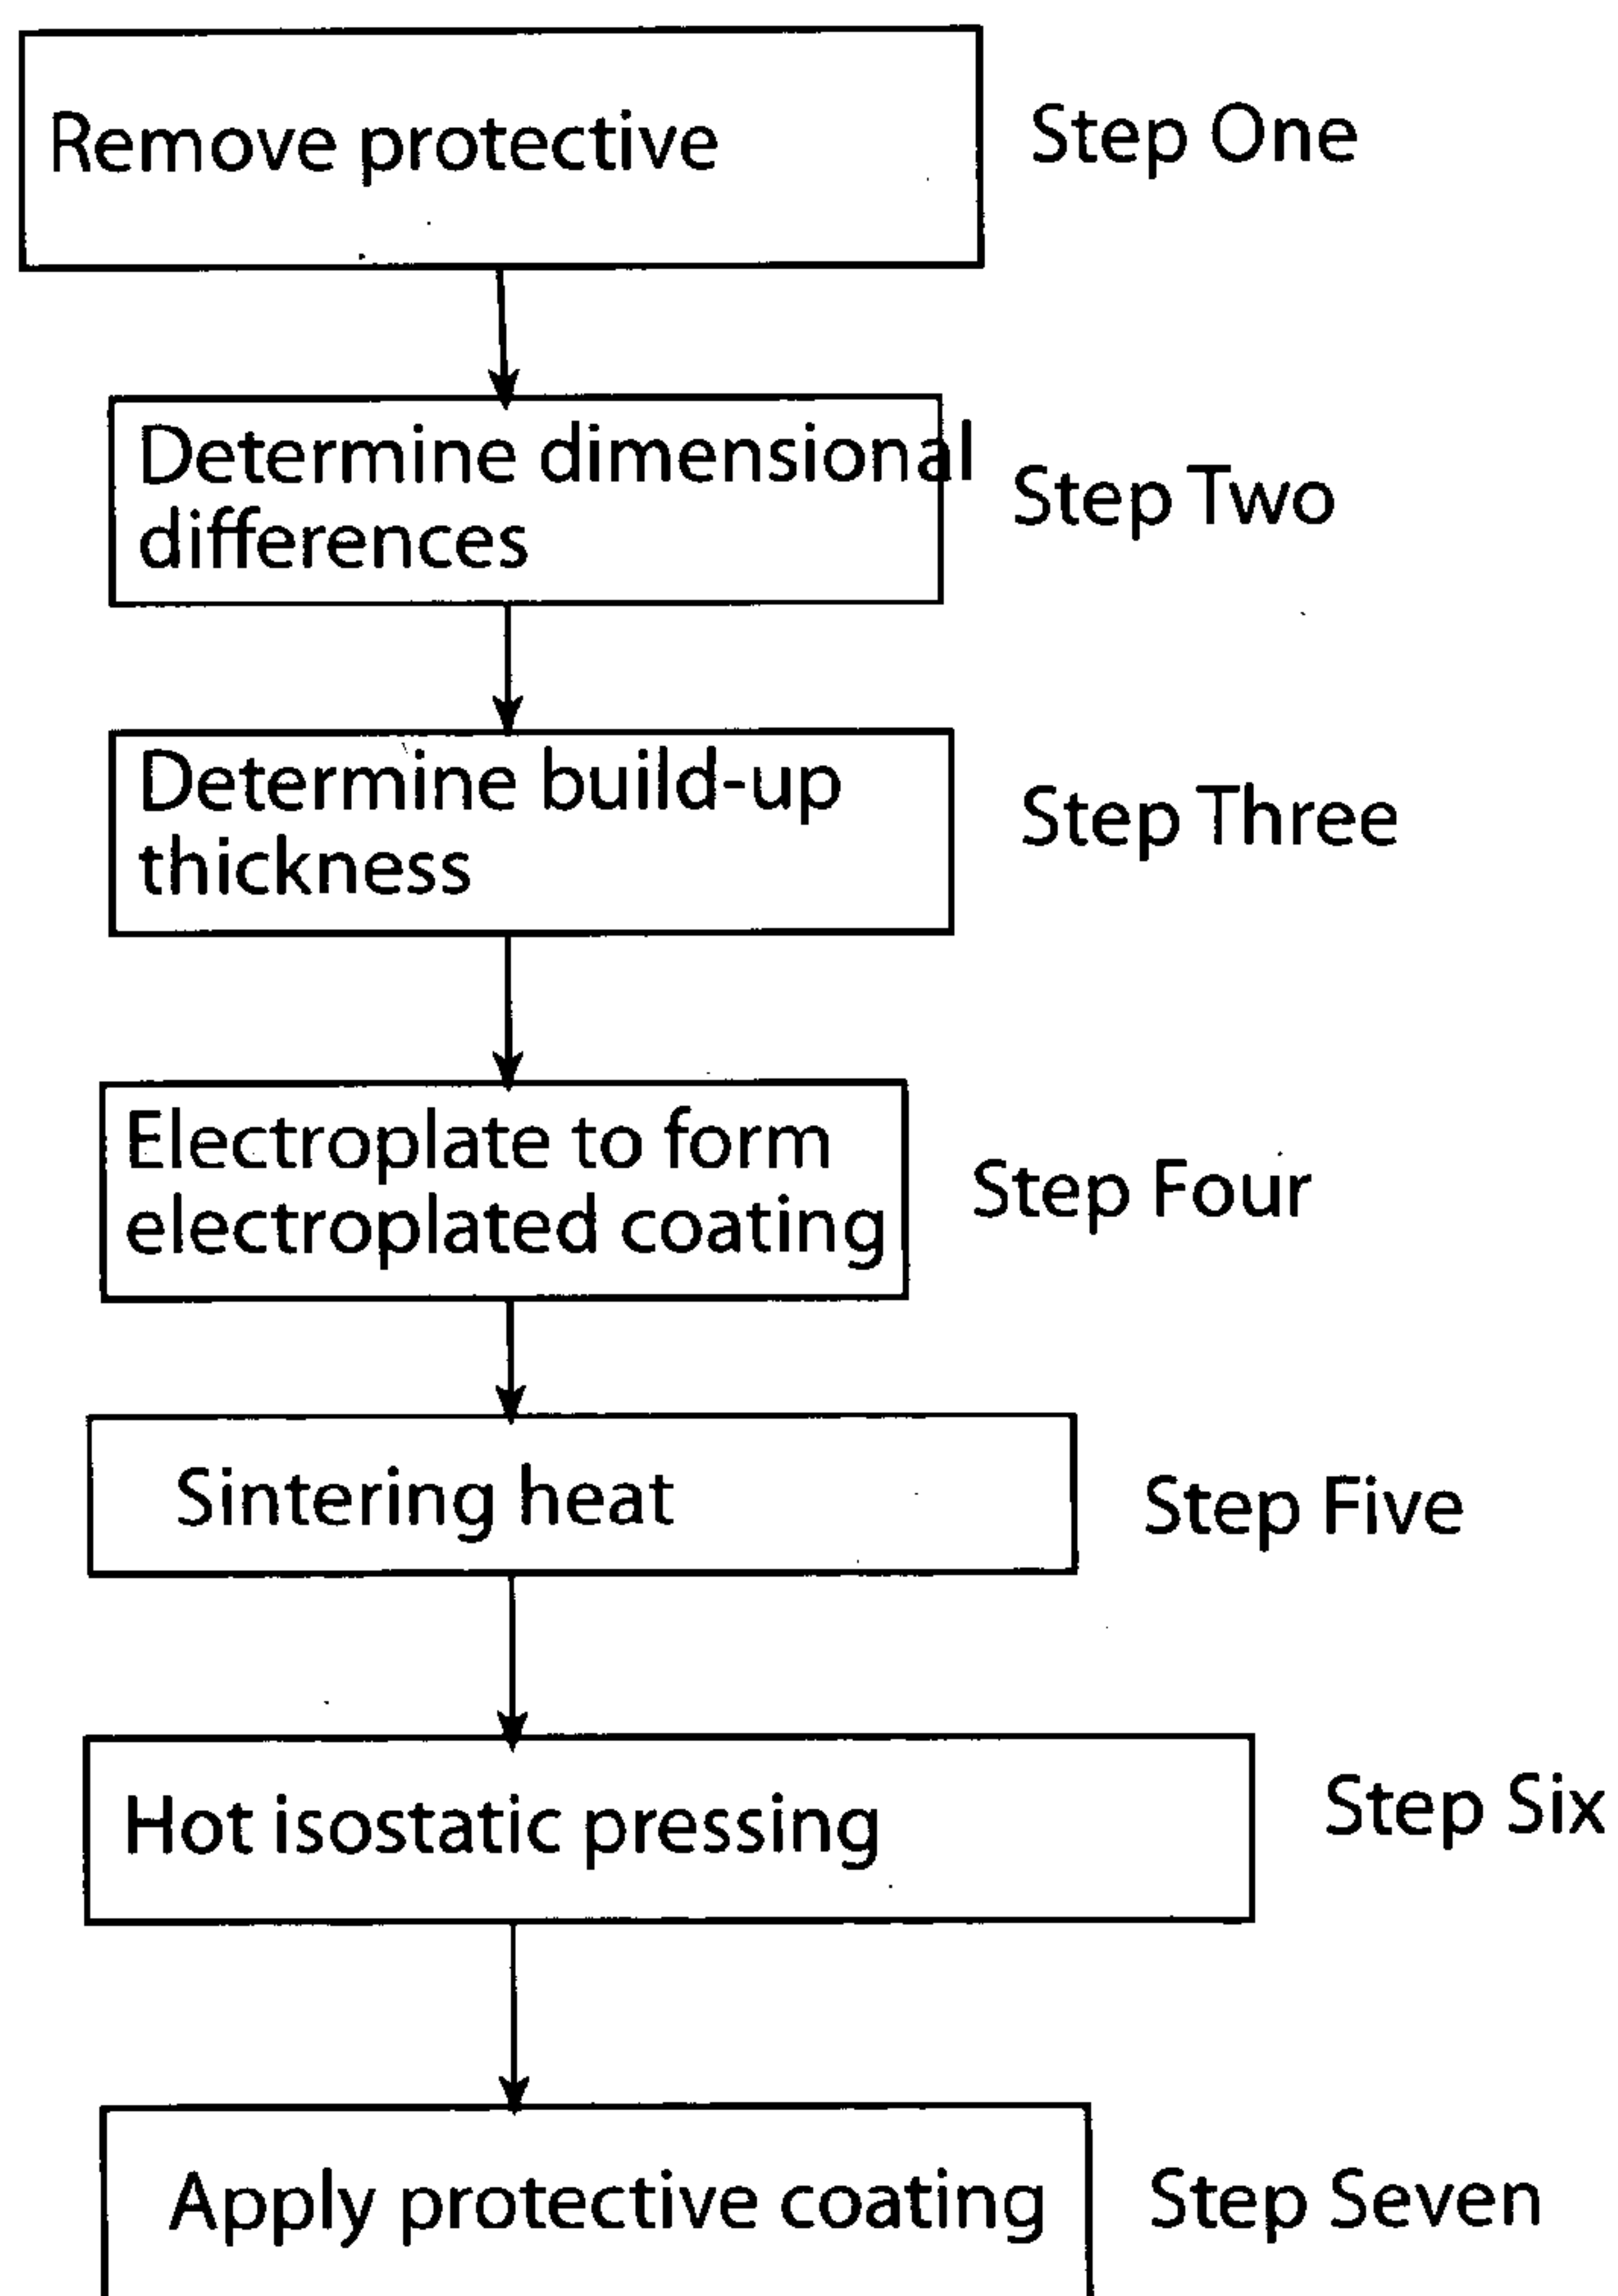 Remove protective
Step One
Determine dimensional
differences
Step Two
Determine build-up
thickness
Step Three
Electroplate to form
electroplated coating
Step Four
Sintering heat
Step Five
Hot isostatic pressing
Step Six
Apply protective coating
Step Seven